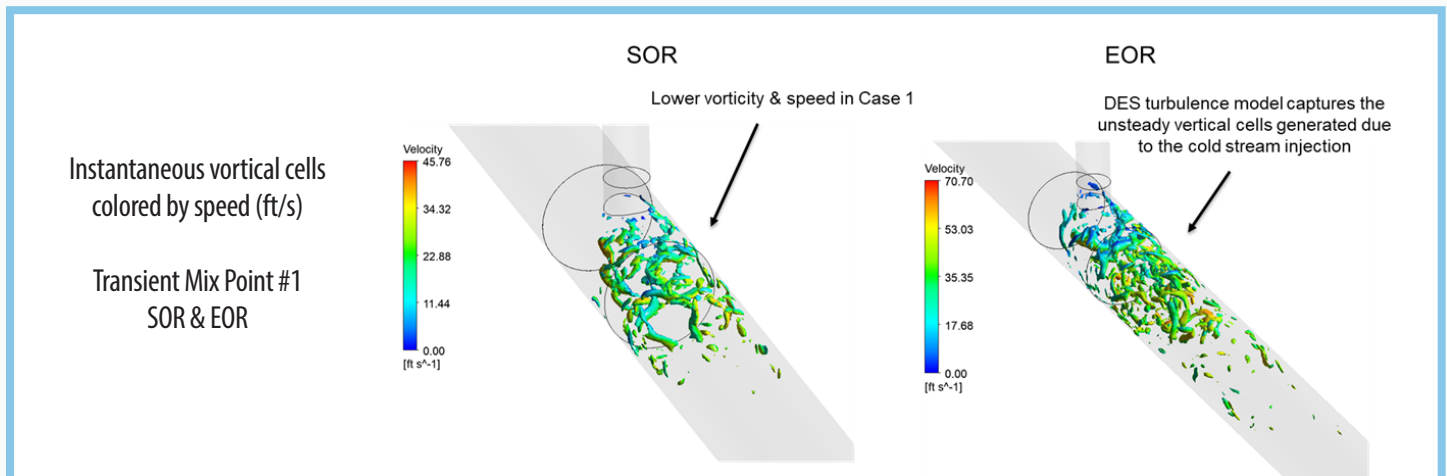 Instantaneous vortical cells
colored by speed (ft/s)
Transient Mix Point #1
SOR & EOR
SOR
Lower vorticity & speed in Case 1
Velocity
45.76
34.32
22.88
11.44
0.00
[ft s^-1]
EOR
DES turbulence model captures the
unsteady vertical cells generated due
to the cold stream injection
Velocity
70.70
53.03
35.35
17.68
0.00
[ft s^-1]